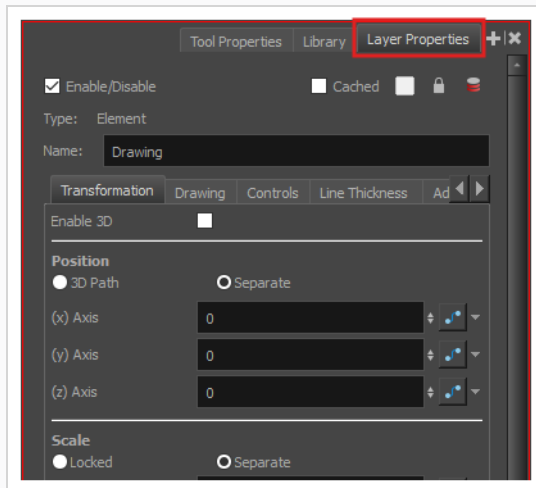 Tool Properties Library Layer Properties
Enable/Disable Cached
Type: Element
Name: Drawing
Transformation Drawing Controls Line Thickness Ad
Enable 3D
Position
3D Path Separate
(x) Axis 0
(y) Axis 0
(z) Axis 0
Scale
Locked Separate